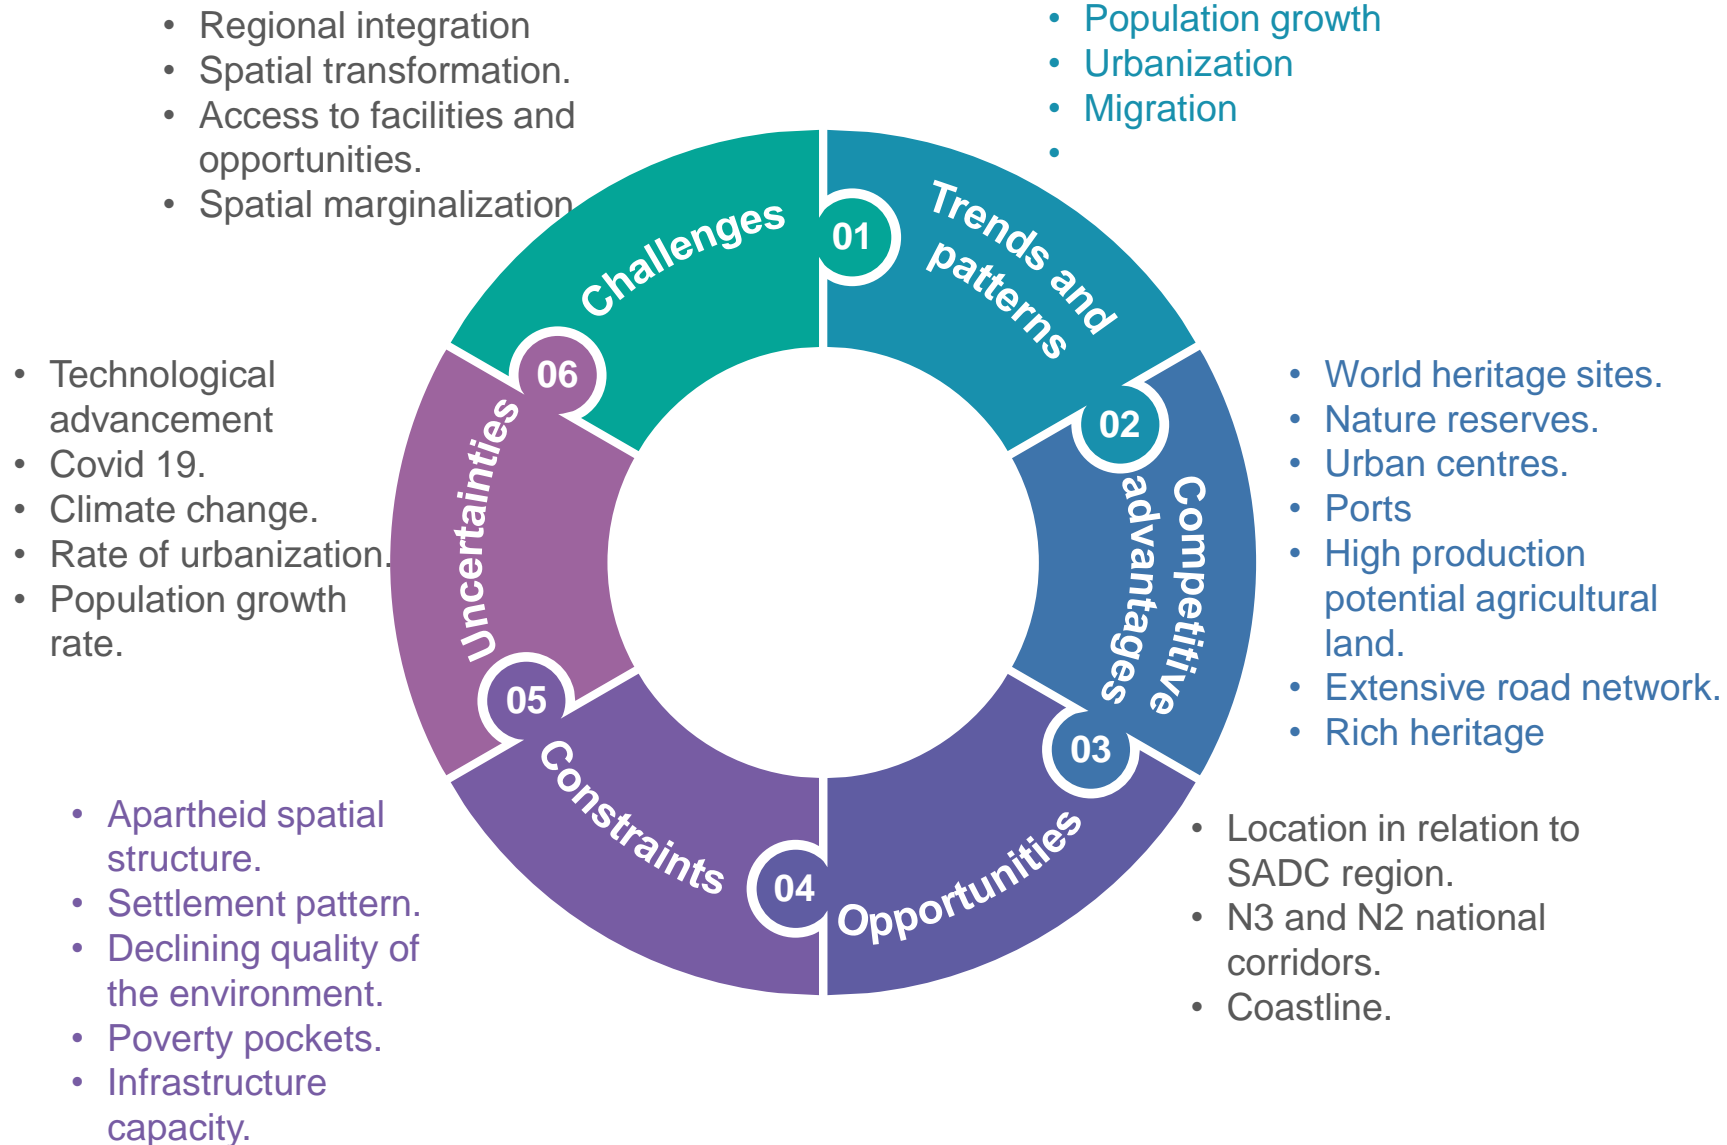 • Regional integration
• Spatial transformation.
• Access to facilities and
opportunities.
• Spatial marginalization
• Population growth
• Urbanization
• Migration
•
Challenges
01
Trends and
patterns
06
02
• Technological
advancement
• Covid 19.
• Climate change.
• Rate of urbanization.
• Population growth
rate.
Uncertainties
Competitive
advantages
• World heritage sites.
• Nature reserves.
• Urban centres.
• Ports
• High production
potential agricultural
land.
• Extensive road network.
• Rich heritage
05
03
Constraints
04
Opportunities
• Apartheid spatial
structure.
• Settlement pattern.
• Declining quality of
the environment.
• Poverty pockets.
• Infrastructure
capacity.
• Location in relation to
SADC region.
• N3 and N2 national
corridors.
• Coastline.